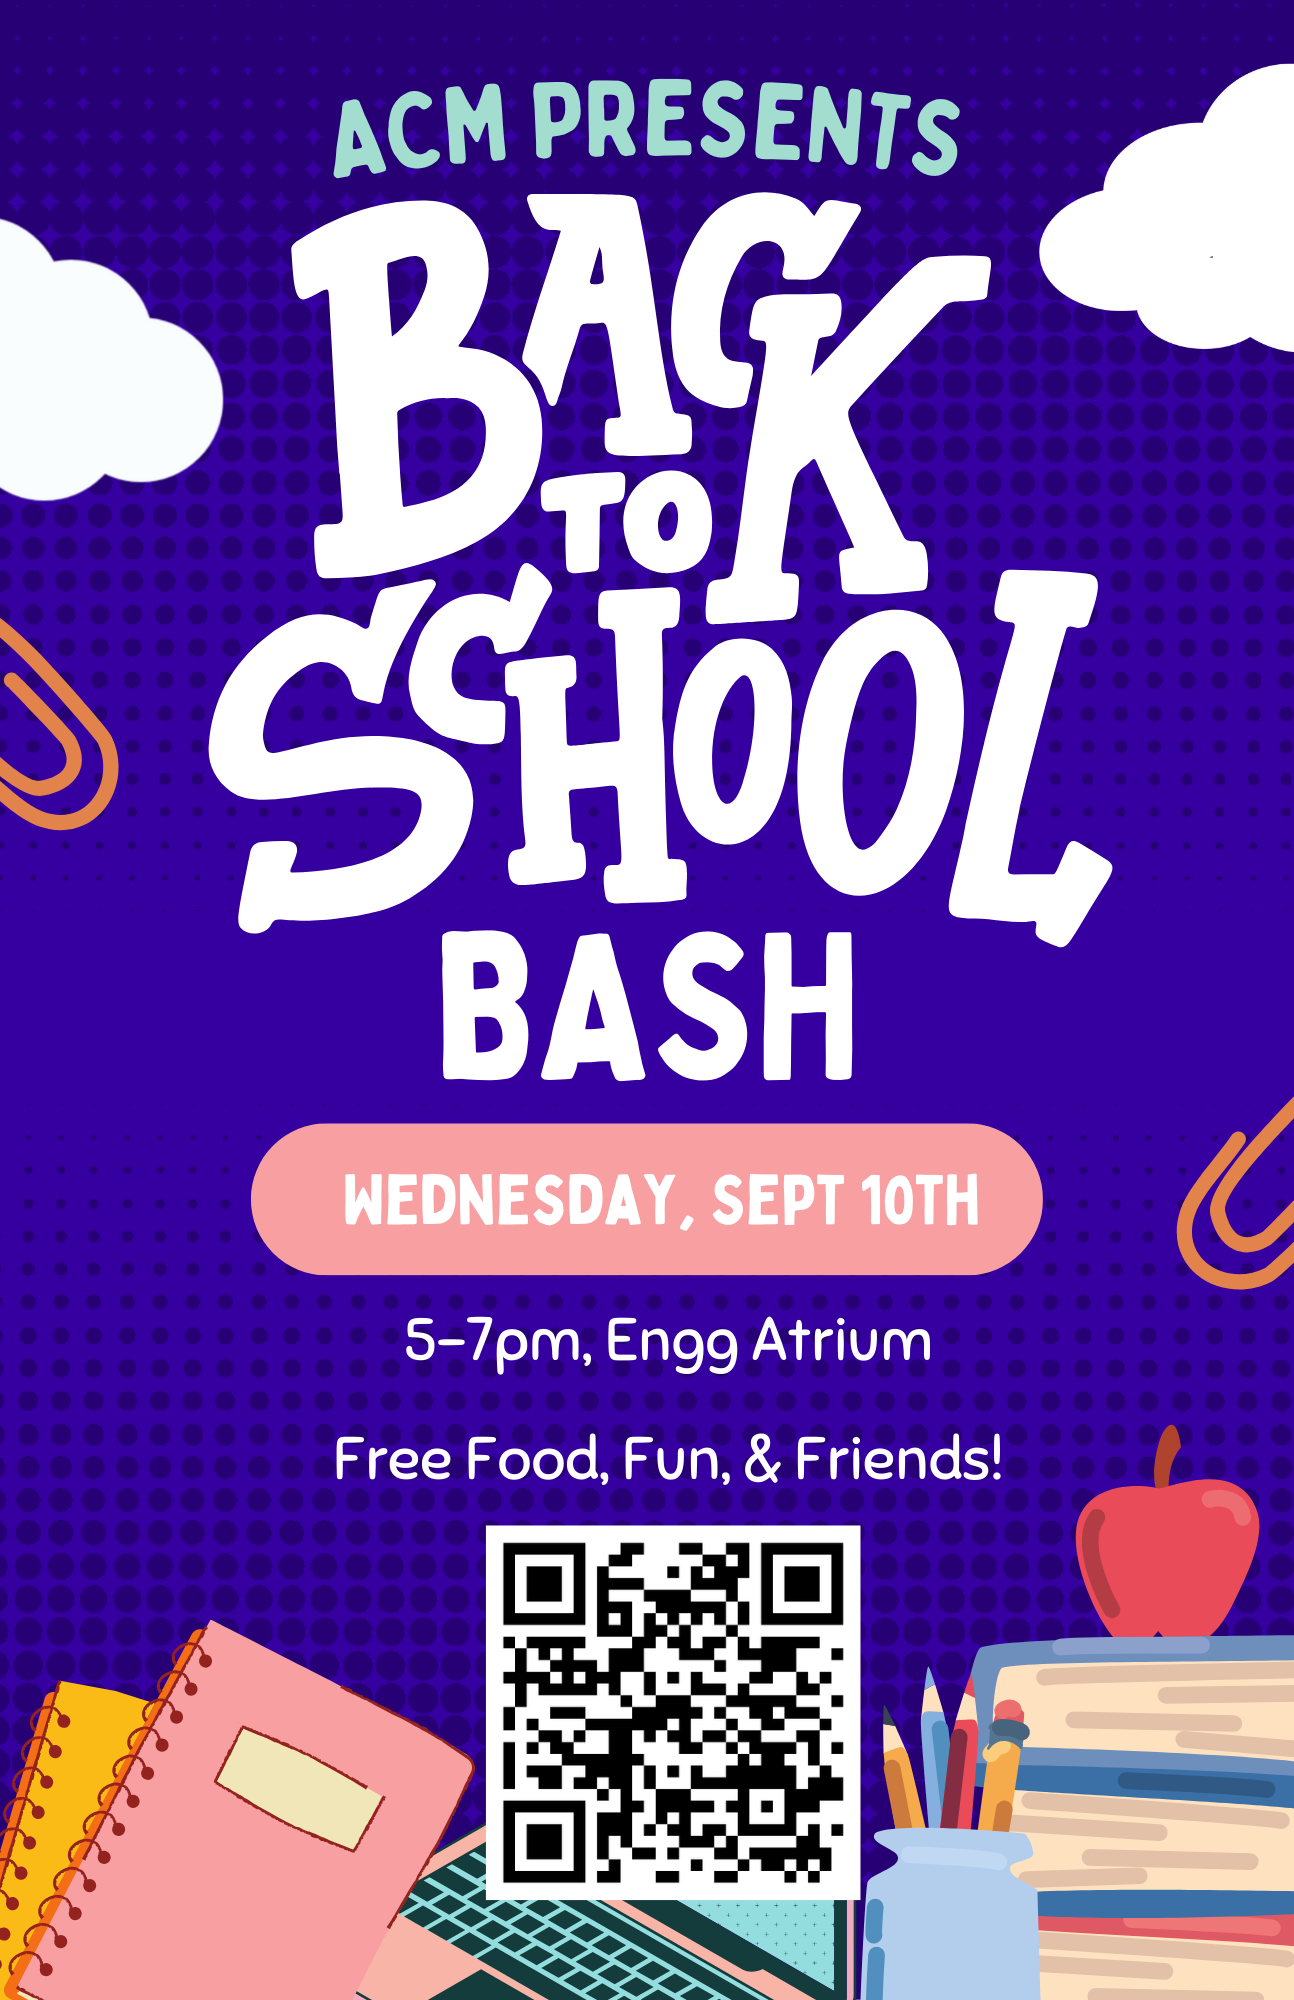 ACM PRESENTS
BACK
TO
SCHOOL
BASH
WEDNESDAY, SEPT 10TH
5-7pm, Engg Atrium
Free Food, Fun, & Friends!